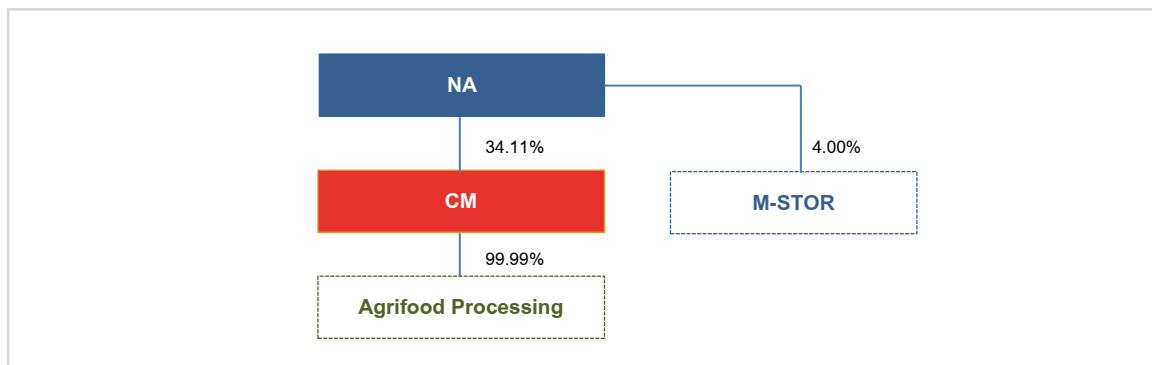 NA
34.11%
4.00%
CM
M-STOR
99.99%
Agrifood Processing